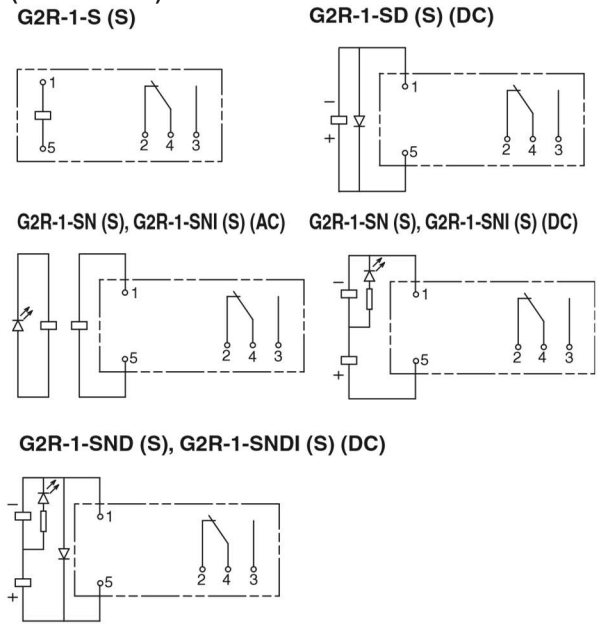 G2R-1-S (S)
G2R-1-SD (S) (DC)
1
5
2 4 3
−
+
1
5
2 4 3
G2R-1-SN (S), G2R-1-SNI (S) (AC)
G2R-1-SN (S), G2R-1-SNI (S) (DC)
1
5
2 4 3
−
+
1
5
2 4 3
G2R-1-SND (S), G2R-1-SNDI (S) (DC)
−
+
1
5
2 4 3